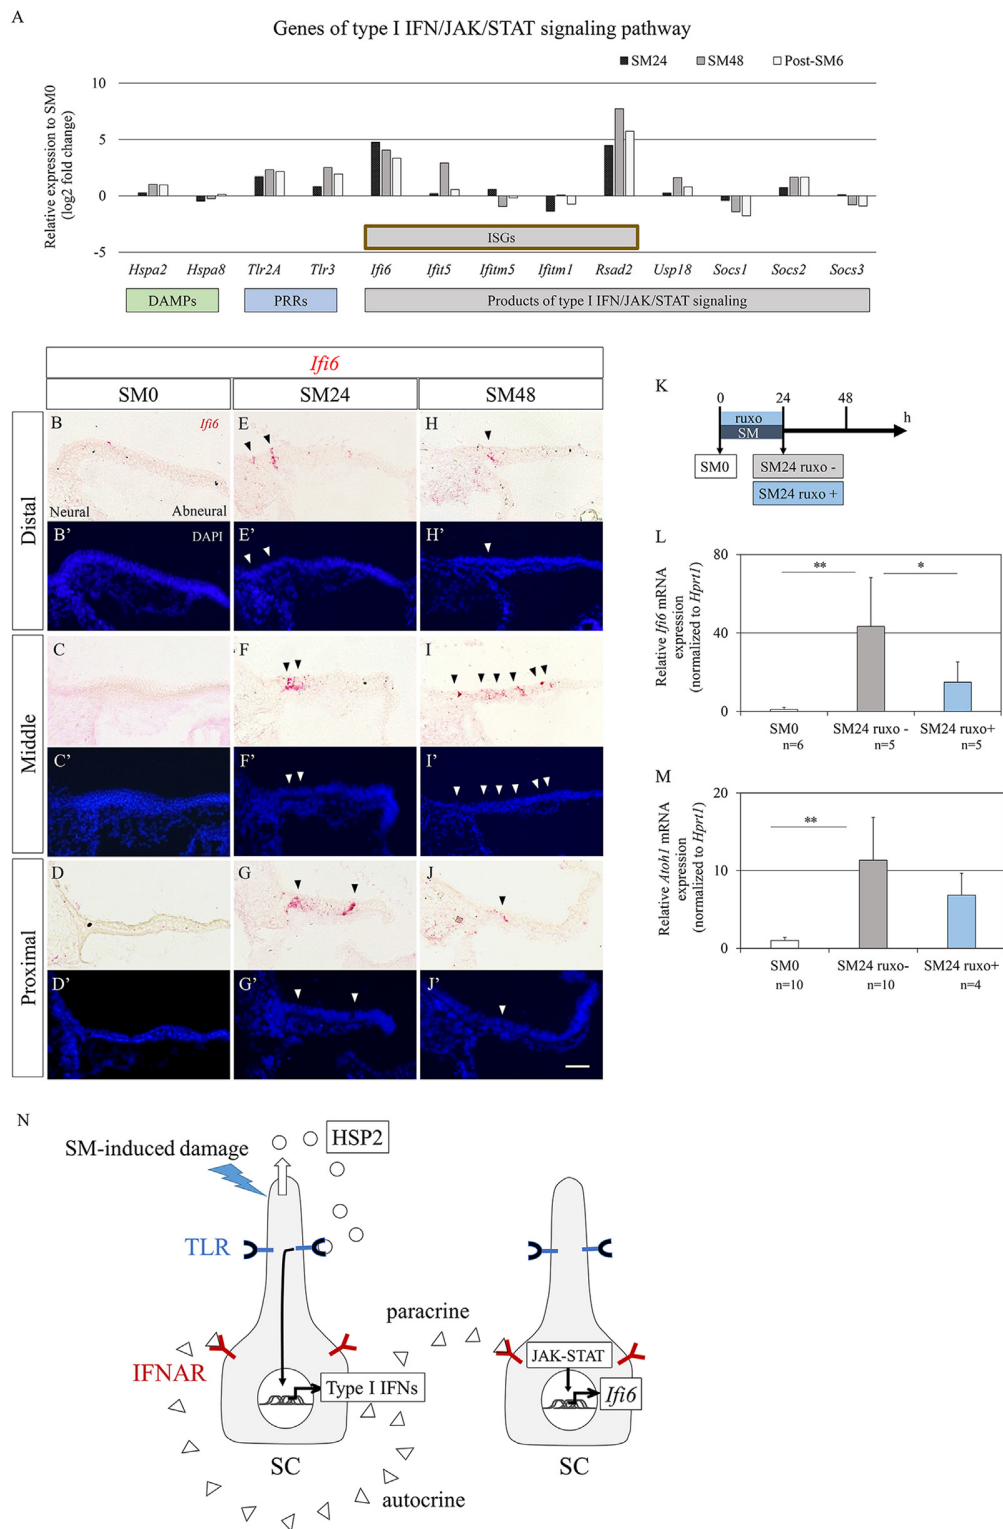 A
Genes of type I IFN/JAK/STAT signaling pathway
SM24 SM48 Post-SM6
Relative expression to SM0
(log2 fold change)
10
5
0
-5
ISGs
Hspa2 Hspa8 Tlr2A Tlr3 Ifi6 Ifit5 Ifitm5 Ifitm1 Rsad2 Usp18 Socs1 Socs2 Socs3
DAMPs PRRs Products of type I IFN/JAK/STAT signaling
Ifi6
SM0 SM24 SM48
Distal
B Ifi6 E H
Neural Abneural
B' DAPI E' H'
Middle
C F I
C' F' I'
Proximal
D G J
D' G' J'
K
0 24 48
ruxo
SM
h
SM0 SM24 ruxo -
SM24 ruxo +
L
Relative Ifi6 mRNA
expression
(normalized to Hprt1)
80
40
0
** *
SM0 SM24 ruxo - SM24 ruxo+
n=6 n=5 n=5
M
Relative Atoh1 mRNA
expression
(normalized to Hprt1)
20
10
0
**
SM0 SM24 ruxo- SM24 ruxo+
n=10 n=10 n=4
N
SM-induced damage
HSP2
TLR
paracrine
IFNAR
Type I IFNs
JAK-STAT
Ifi6
SC SC
autocrine